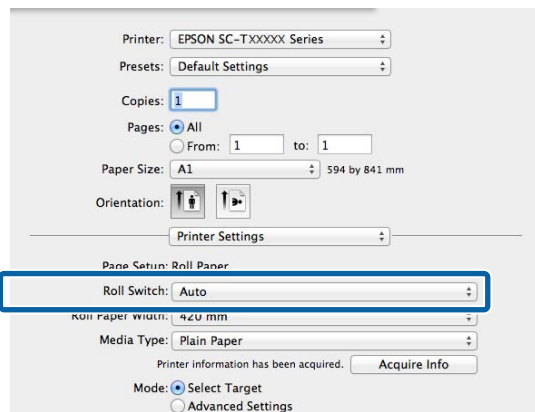 Printer: EPSON SC-TXXXXX Series
Presets: Default Settings
Copies: 1
Pages: All
From: 1 to: 1
Paper Size: A1 594 by 841 mm
Orientation:
Printer Settings
Page Setup: Roll Paper
Roll Switch: Auto
Roll Paper Width: 420 mm
Media Type: Plain Paper
Printer information has been acquired. Acquire Info
Mode: Select Target
Advanced Settings